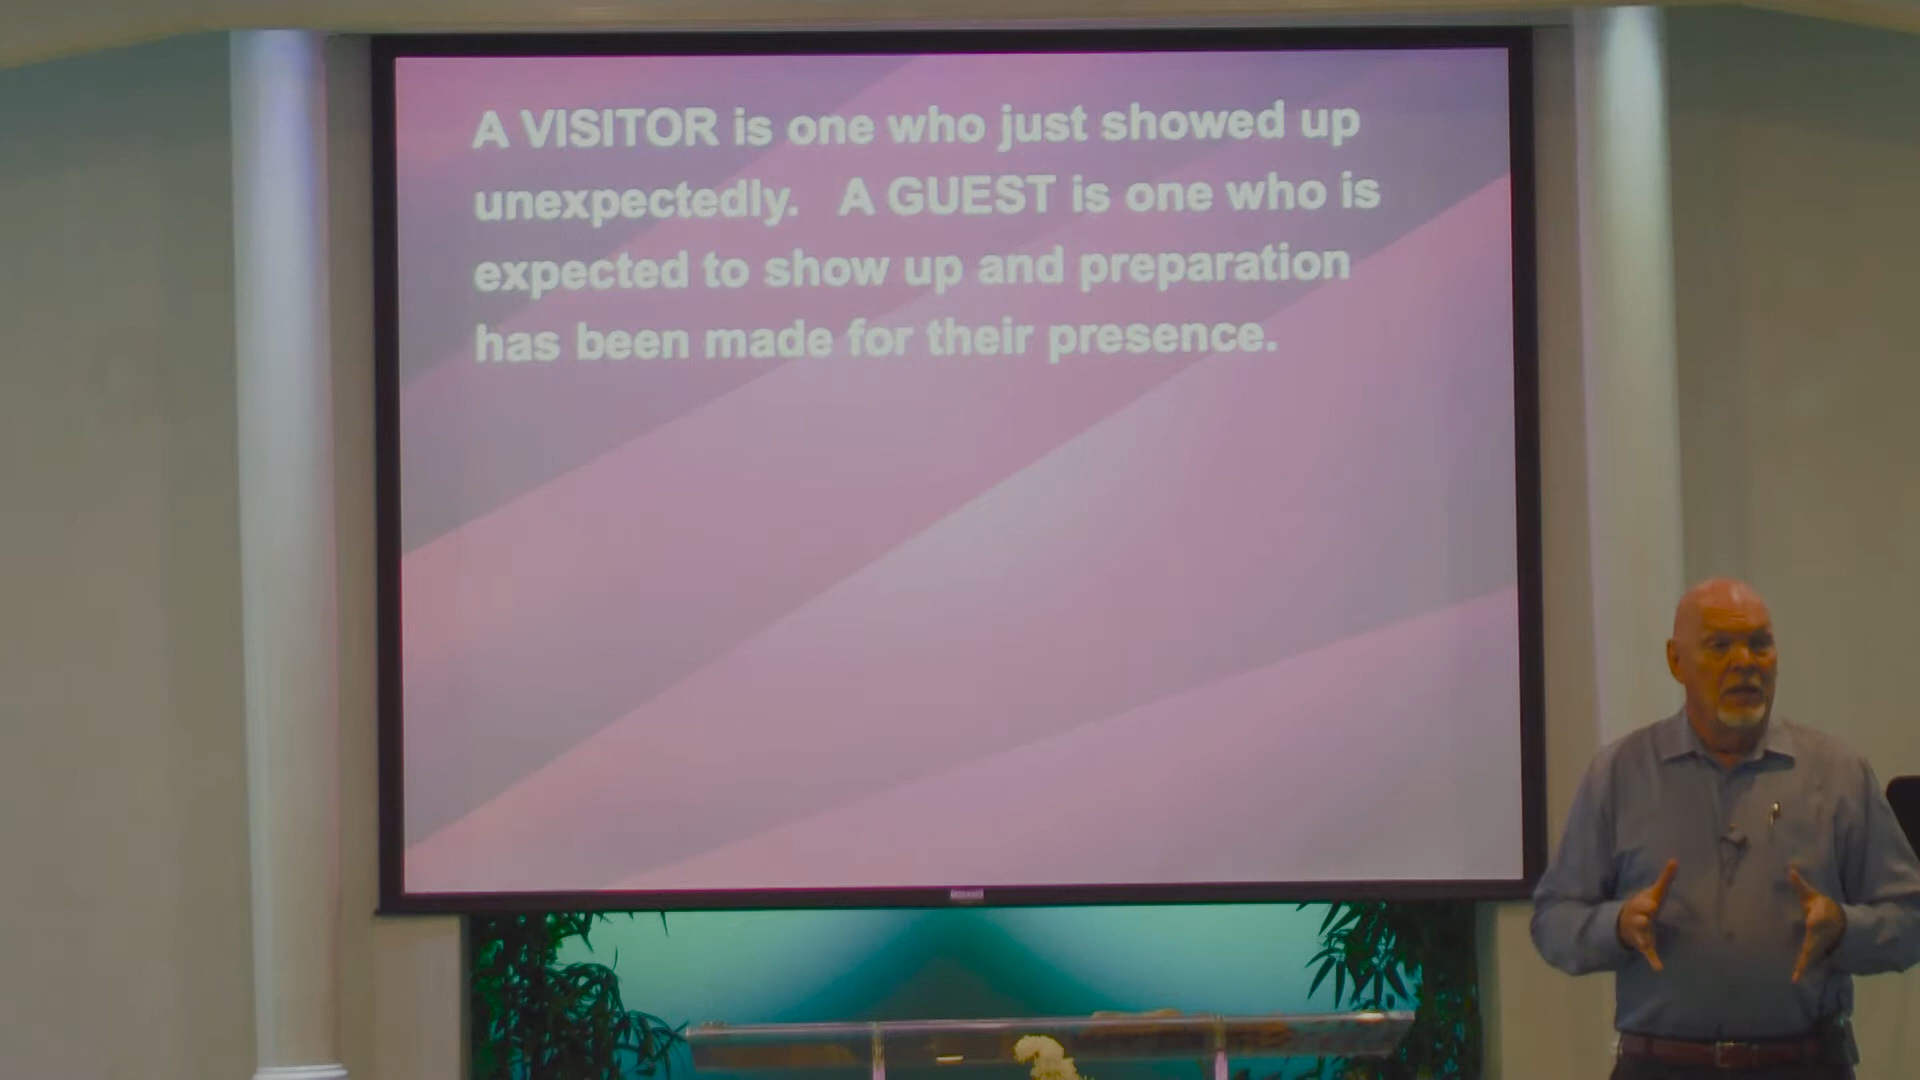 A VISITOR is one who just showed up
unexpectedly. A GUEST is one who is
expected to show up and preparation
has been made for their presence.